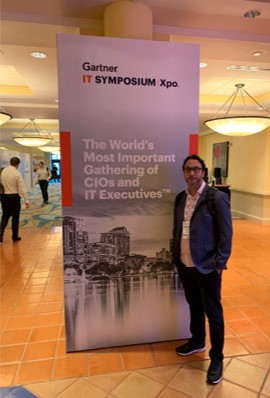 Gartner
IT SYMPOSIUM/Xpo
The World's
Most Important
Gathering of
CIOs and
IT Executives™